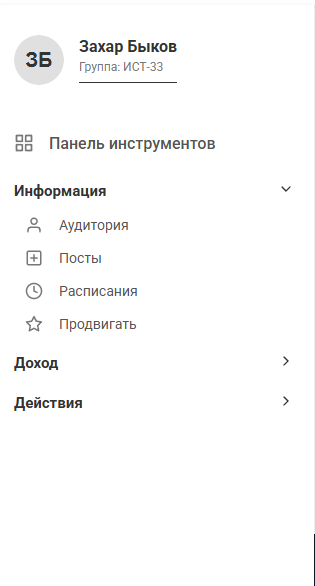 ЗБ
Захар Быков
Группа: ИСТ-33
Панель инструментов
Информация
Аудитория
Посты
Расписания
Продвигать
Доход
Действия